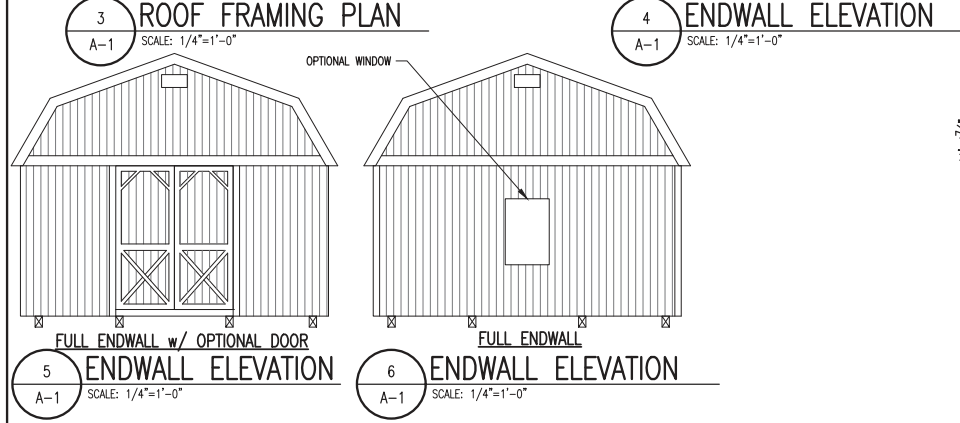 3
A-1
ROOF FRAMING PLAN
SCALE: 1/4"=1'-0"
4
A-1
ENDWALL ELEVATION
SCALE: 1/4"=1'-0"
OPTIONAL WINDOW
FULL ENDWALL w/ OPTIONAL DOOR
FULL ENDWALL
5
A-1
ENDWALL ELEVATION
SCALE: 1/4"=1'-0"
6
A-1
ENDWALL ELEVATION
SCALE: 1/4"=1'-0"